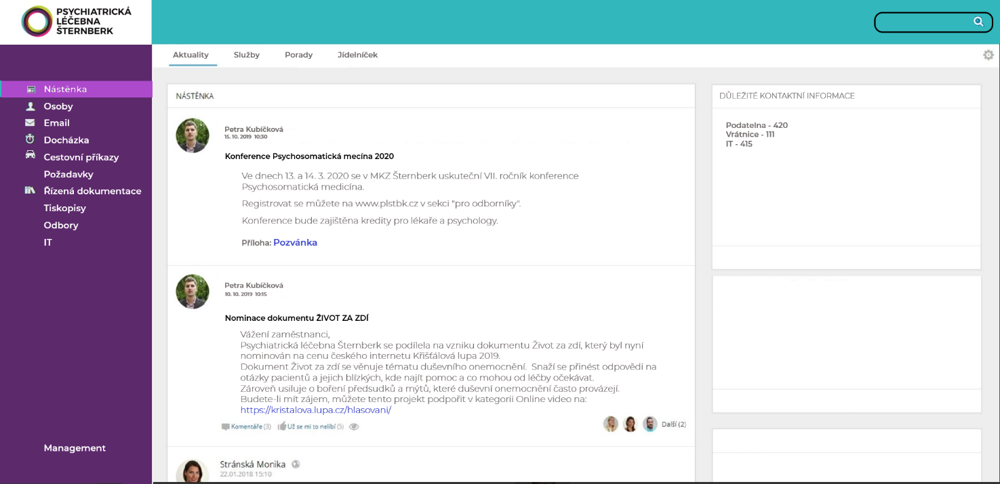 PSYCHIATRICKÁ
LÉČEBNA
ŠTERNBERK
Aktuality
Služby
Porady
Jídelníček
Nástěnka
Osoby
Email
Docházka
Cestovní příkazy
Požadavky
Řízená dokumentace
Tiskopisy
Odbory
IT
Management
NÁSTĚNKA
Petra Kubíčková
15. 10. 2019 10:30
Konference Psychosomatická mecína 2020
Ve dnech 13. a 14. 3. 2020 se v MKZ Šternberk uskuteční VII. ročník konference
Psychosomatická medicína.
Registrovat se můžete na www.plstbk.cz v sekci "pro odborníky".
Konference bude zajištěna kredity pro lékaře a psychology.
Příloha: Pozvánka
Petra Kubíčková
10. 10. 2019 10:15
Nominace dokumentu ŽIVOT ZA ZDÍ
Vážení zaměstnanci,
Psychiatrická léčebna Šternberk se podílela na vzniku dokumentu Život za zdí, který byl nyní
nominován na cenu českého internetu Křišťálová lupa 2019.
Dokument Život za zdí se věnuje tématu duševního onemocnění. Snaží se přinést odpovědi na
otázky pacientů a jejich blízkých, kde najít pomoc a co mohou od léčby očekávat.
Zároveň usiluje o boření předsudků a mýtů, které duševní onemocnění často provázejí.
Budete-li mít zájem, můžete tento projekt podpořit v kategorii Online video na:
https://kristalova.lupa.cz/hlasovani/
Komentáře (3) Už se mi to nelíbí (5)
Další (2)
Stránská Monika
22.01.2018 15:10
DŮLEŽITÉ KONTAKTNÍ INFORMACE
Podatelna - 420
Vrátnice - 111
IT - 415